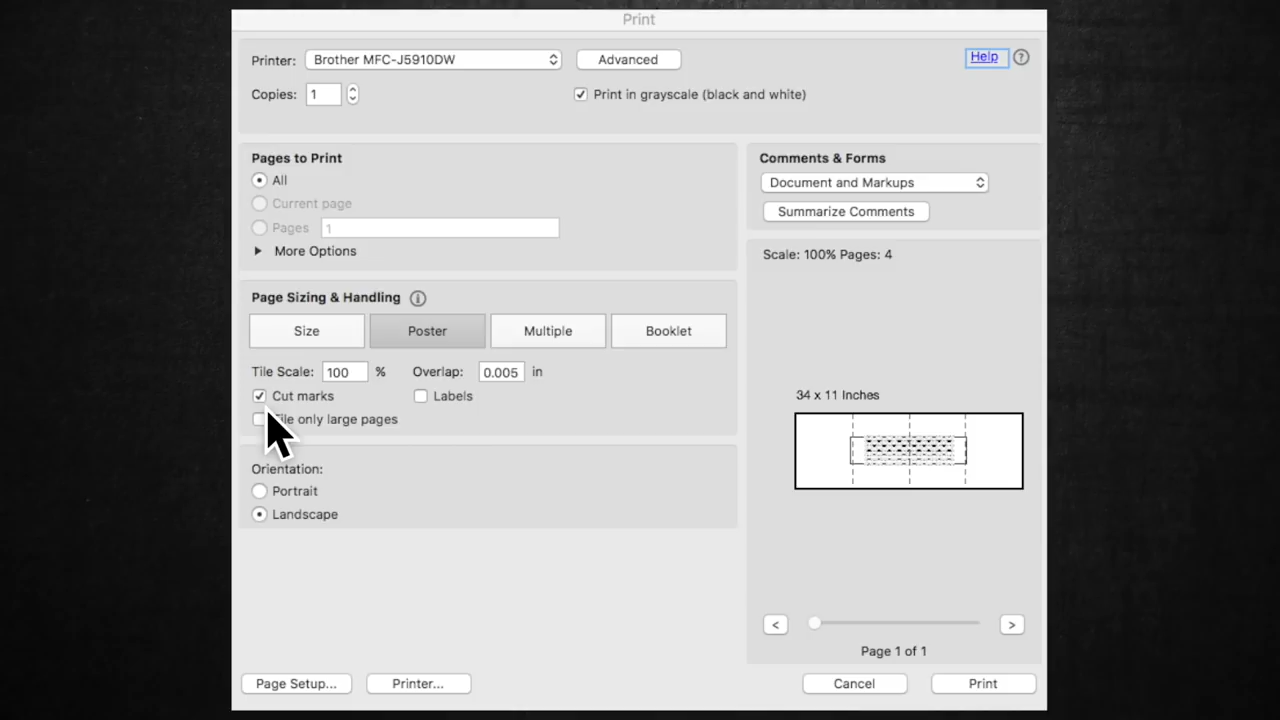 Print
Printer: Brother MFC-J5910DW Advanced Help ?
Copies: 1 Print in grayscale (black and white)
Pages to Print
All
Current page
Pages 1
More Options
Page Sizing & Handling i
Size Poster Multiple Booklet
Tile Scale: 100 % Overlap: 0.005 in
Cut marks Labels
Tile only large pages
Orientation:
Portrait
Landscape
Comments & Forms
Document and Markups
Summarize Comments
Scale: 100% Pages: 4
34 x 11 Inches
< >
Page 1 of 1
Page Setup... Printer... Cancel Print